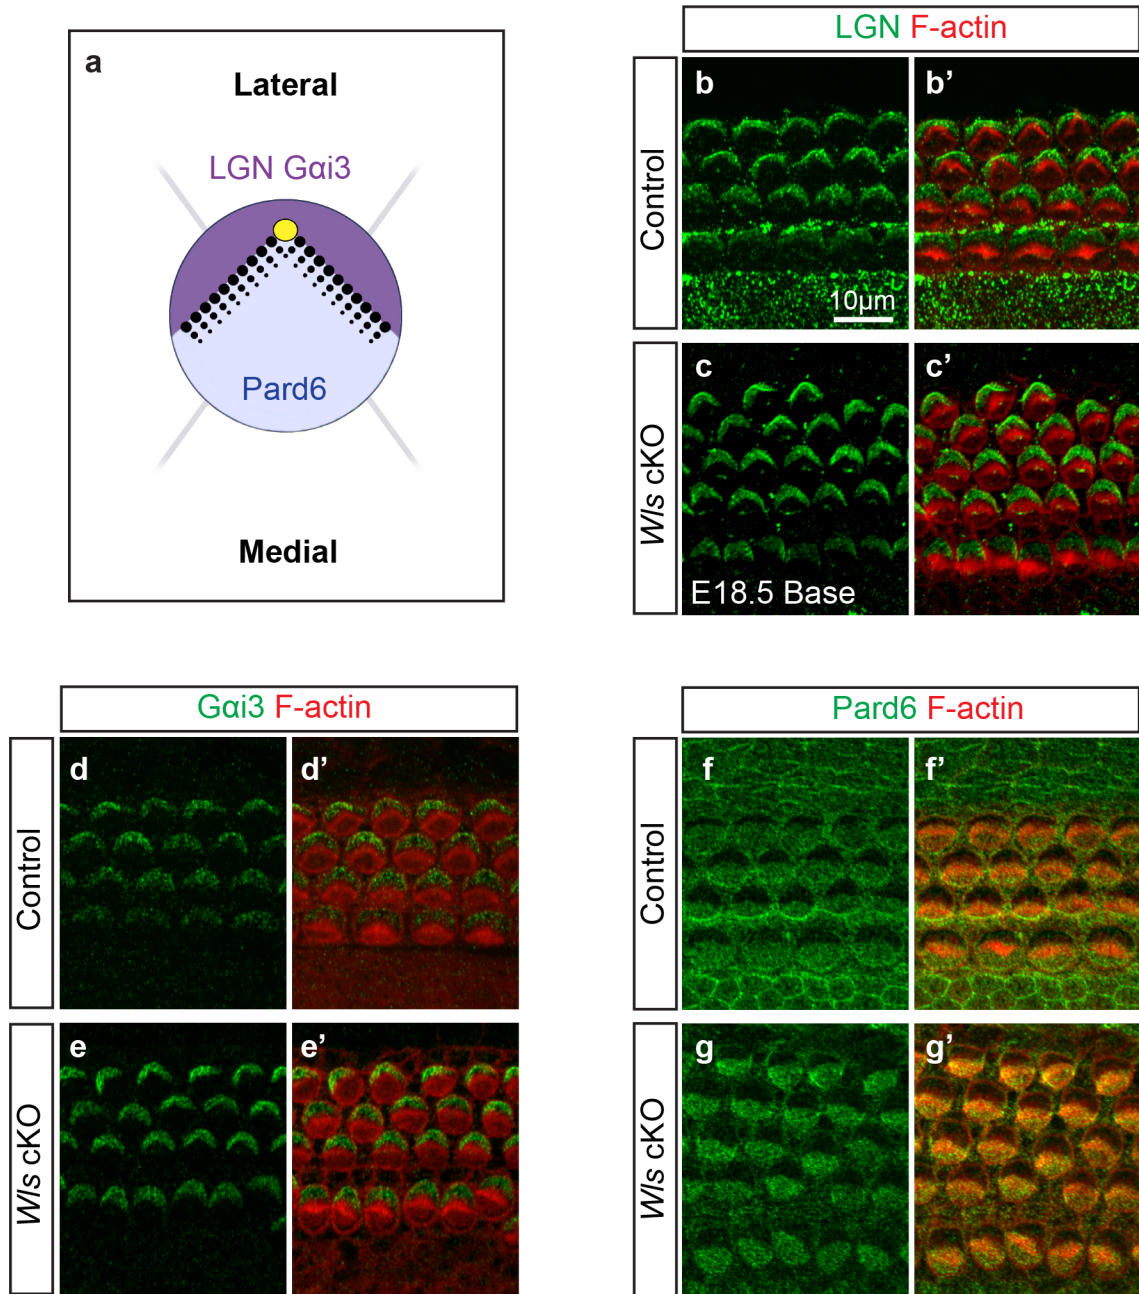 a
Lateral
LGN Gαi3
Pard6
Medial
LGN F-actin
Control
b
b’
10μm
Wls cKO
c
c’
E18.5 Base
Gαi3 F-actin
Control
d
d’
Wls cKO
e
e’
Pard6 F-actin
Control
f
f’
Wls cKO
g
g’